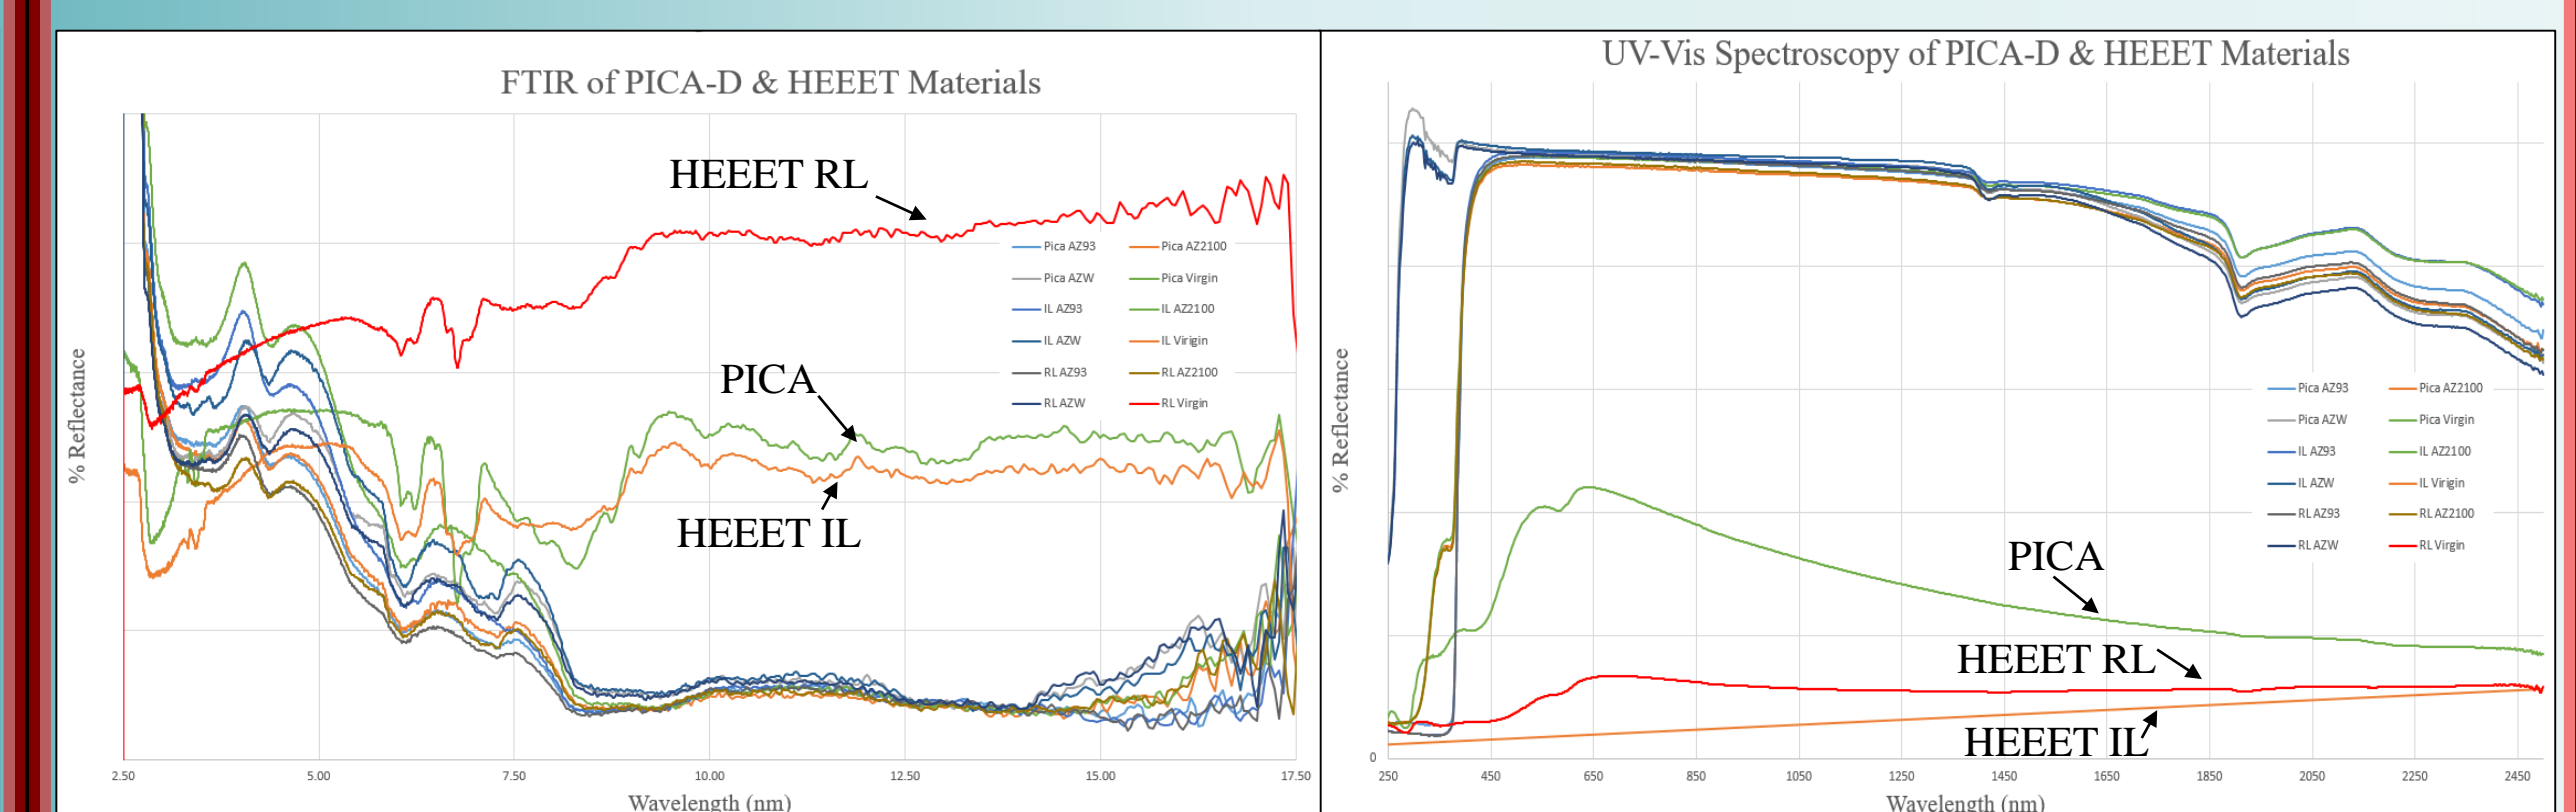 FTIR of PICA-D & HEEET Materials
HEEET RL
PICA
HEEET IL
Pica AZ93
Pica AZ2100
Pica AZW
Pica Virgin
IL AZ93
IL AZ2100
IL AZW
IL Virigin
RL AZ93
RL AZ2100
RL AZW
RL Virgin
% Reflectance
2.50 5.00 7.50 10.00 12.50 15.00 17.50
Wavelength (nm)
UV-Vis Spectroscopy of PICA-D & HEEET Materials
Pica AZ93
Pica AZ2100
Pica AZW
Pica Virgin
IL AZ93
IL AZ2100
IL AZW
IL Virigin
RL AZ93
RL AZ2100
RL AZW
RL Virgin
PICA
HEEET RL
HEEET IL
% Reflectance
0
250 450 650 850 1050 1250 1450 1650 1850 2050 2250 2450
Wavelength (nm)